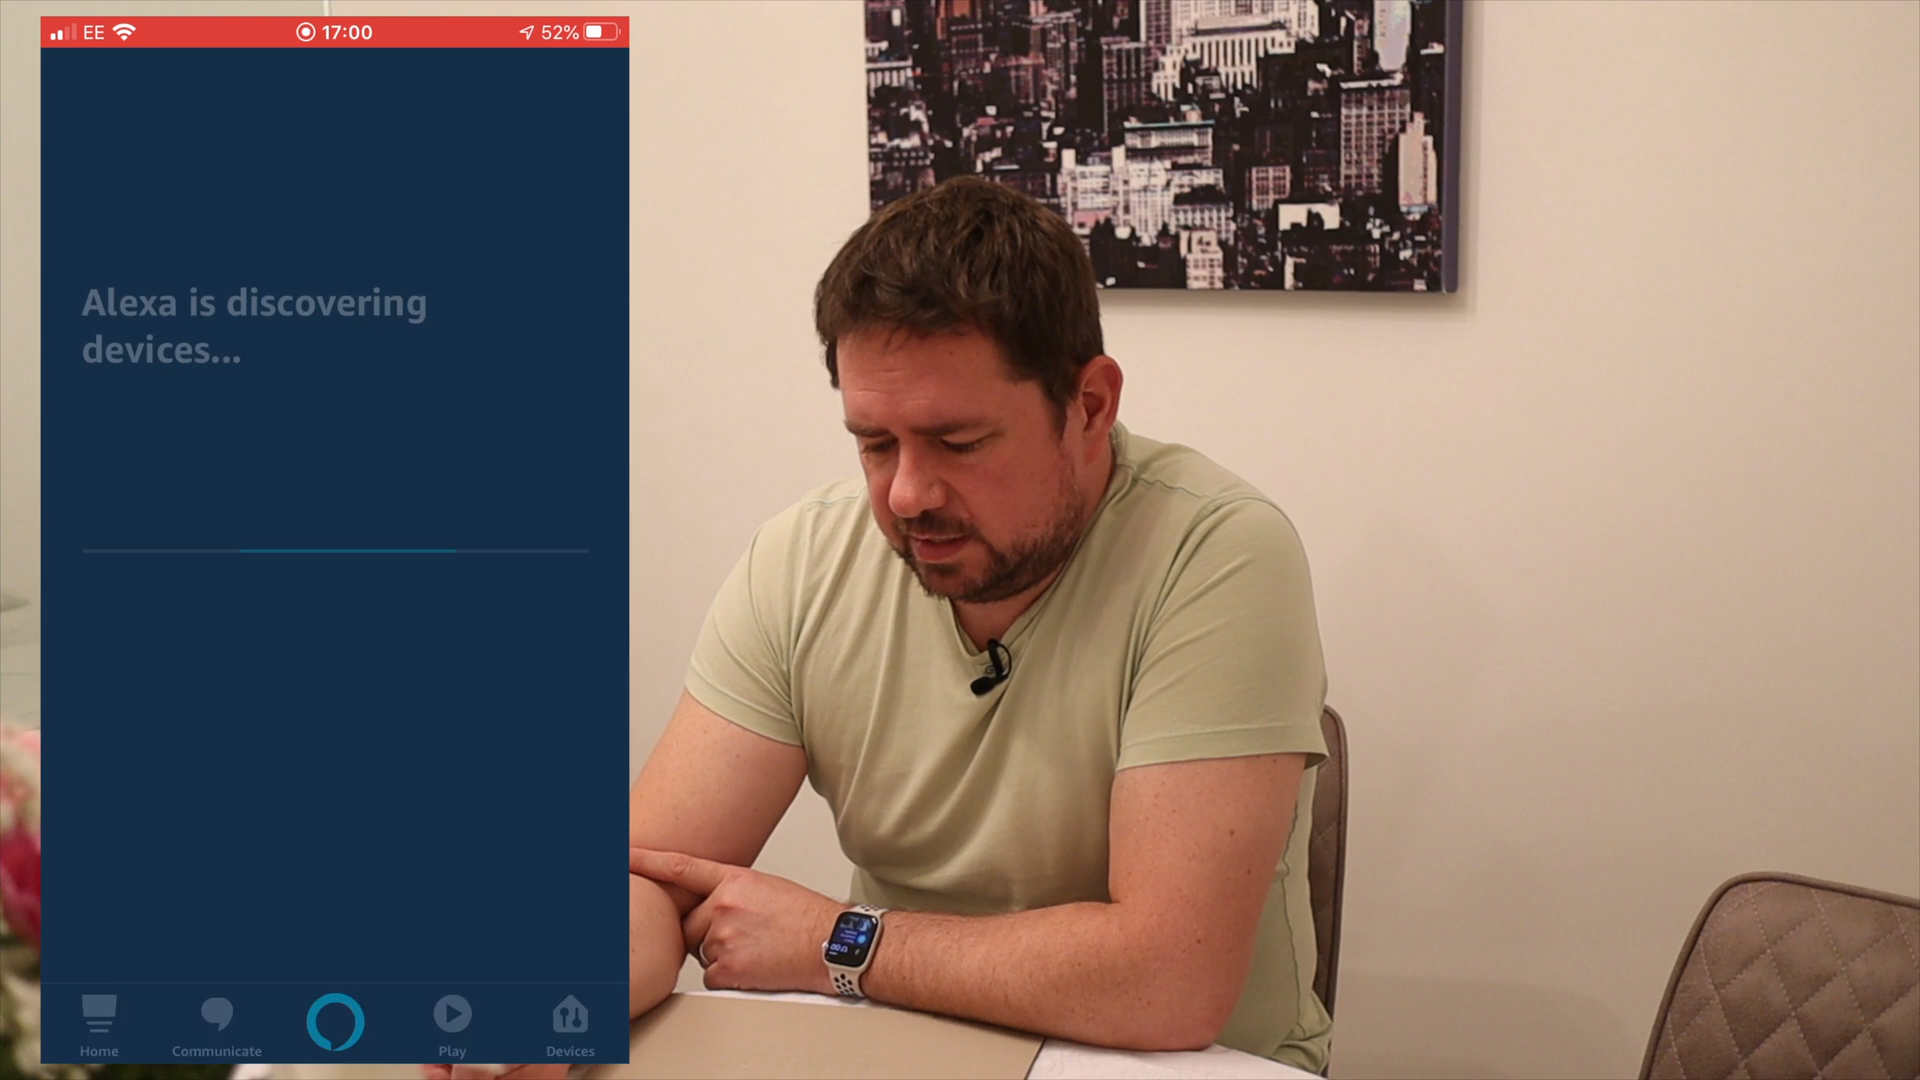 EE 17:00 52%
Alexa is discovering
devices...
Home Communicate Play Devices